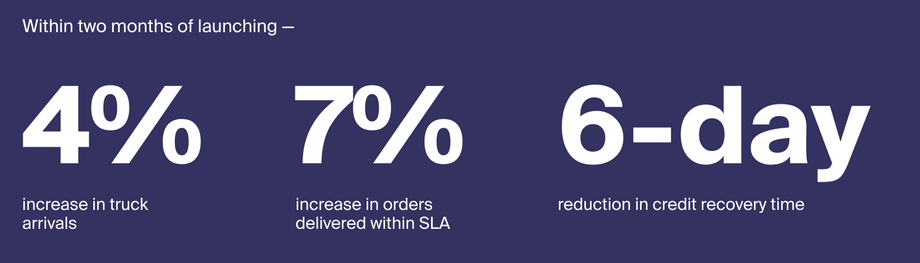 Within two months of launching —
4%
increase in truck
arrivals
7%
increase in orders
delivered within SLA
6-day
reduction in credit recovery time